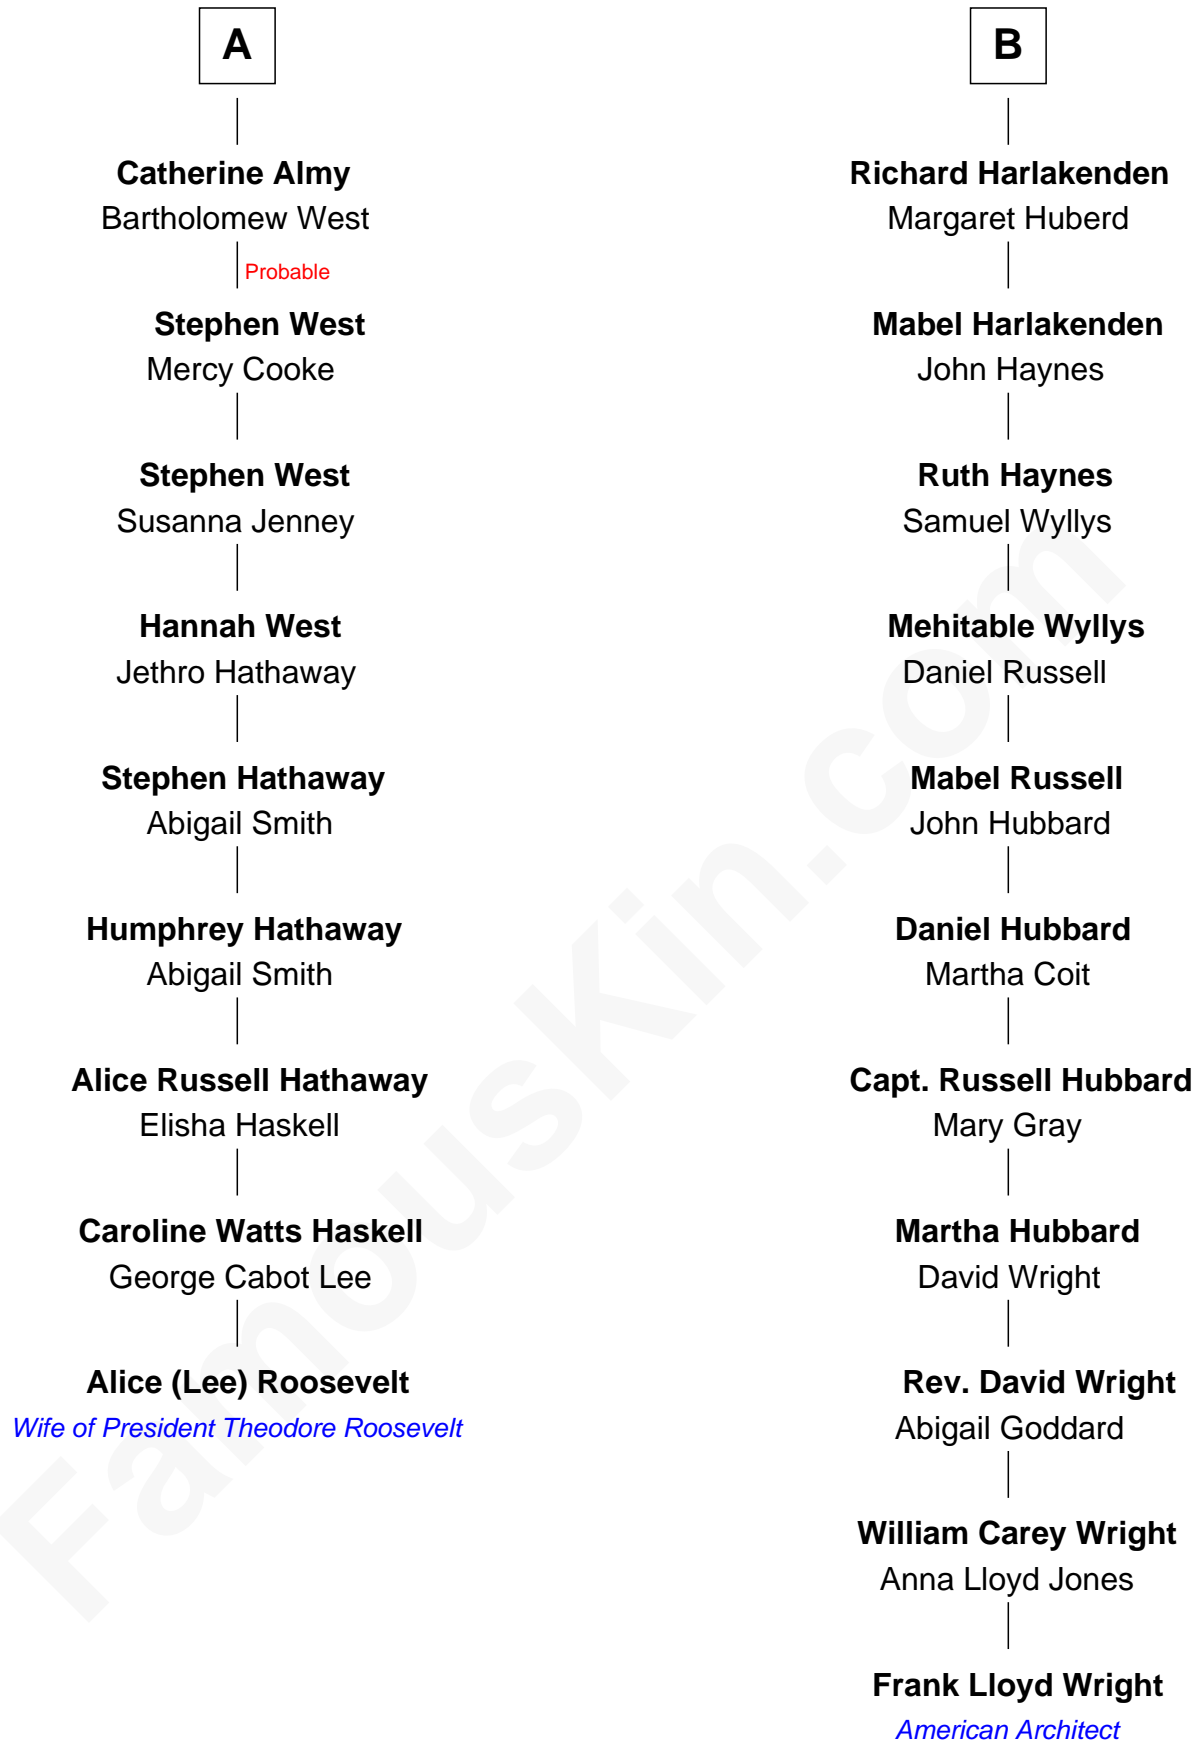 A
Catherine Almy
Bartholomew West
Probable
Stephen West
Mercy Cooke
Stephen West
Susanna Jenney
Hannah West
Jethro Hathaway
Stephen Hathaway
Abigail Smith
Humphrey Hathaway
Abigail Smith
Alice Russell Hathaway
Elisha Haskell
Caroline Watts Haskell
George Cabot Lee
Alice (Lee) Roosevelt
Wife of President Theodore Roosevelt
B
Richard Harlakenden
Margaret Huberd
Mabel Harlakenden
John Haynes
Ruth Haynes
Samuel Wyllys
Mehitable Wyllys
Daniel Russell
Mabel Russell
John Hubbard
Daniel Hubbard
Martha Coit
Capt. Russell Hubbard
Mary Gray
Martha Hubbard
David Wright
Rev. David Wright
Abigail Goddard
William Carey Wright
Anna Lloyd Jones
Frank Lloyd Wright
American Architect
FamousKin.com